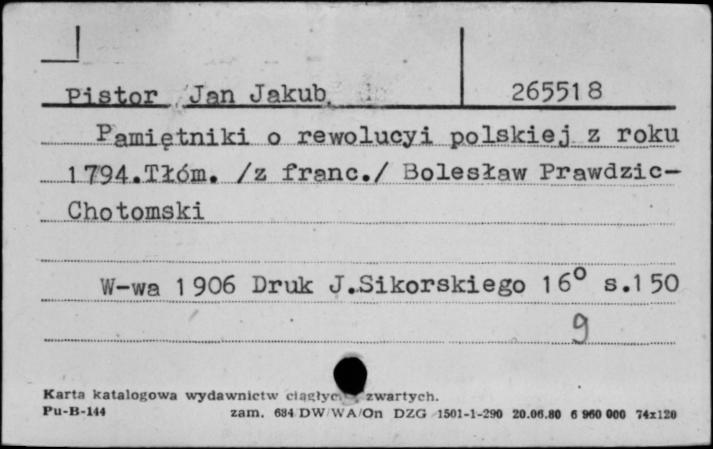 Pistor Jan Jakub. 265518
Pamiętniki o rewolucyi polskiej z roku
1794.Tłóm. /z franc./ Bolesław Prawdzic-
Chotomski
W-wa 1906 Druk J.Sikorskiego 16° s.150
9
Karta katalogowa wydawnictw zwartych.
Pu-B-144 zam. 684 DW/WA/On DZG 1501-1-290 20.06.80 6 960 000 74x120